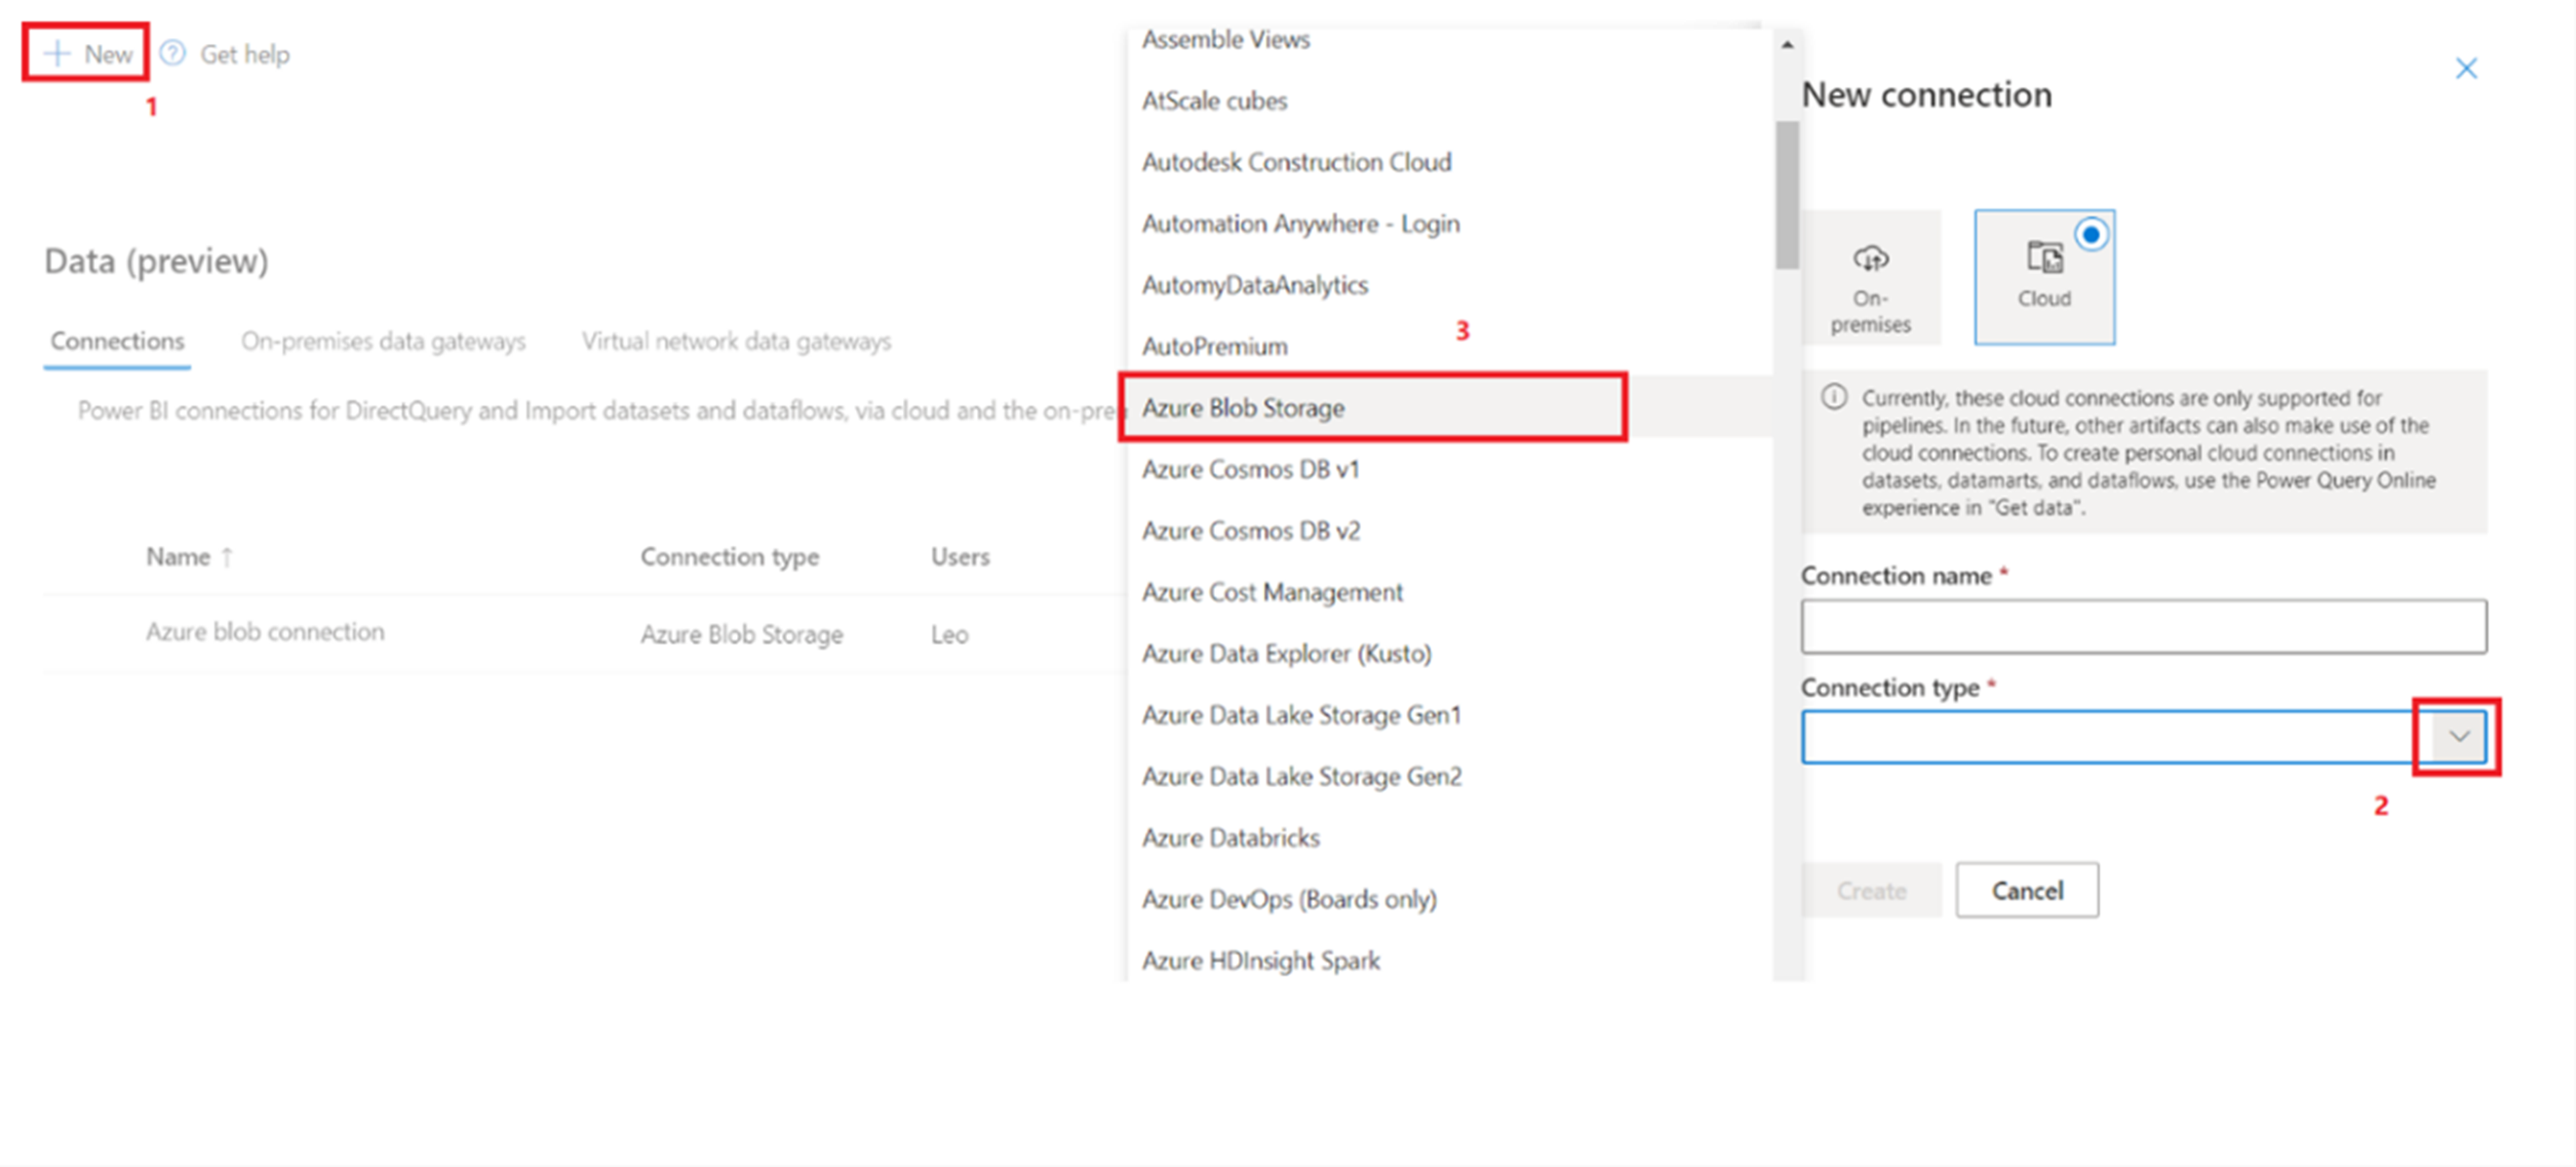 New
Get help
1
Data (preview)
Connections
On-premises data gateways
Virtual network data gateways
Power BI connections for DirectQuery and Import datasets and dataflows, via cloud and the on-pre
Name ↑
Connection type
Users
Azure blob connection
Azure Blob Storage
Leo
Assemble Views
AtScale cubes
Autodesk Construction Cloud
Automation Anywhere - Login
AutomyDataAnalytics
3
AutoPremium
Azure Blob Storage
Azure Cosmos DB v1
Azure Cosmos DB v2
Azure Cost Management
Azure Data Explorer (Kusto)
Azure Data Lake Storage Gen1
Azure Data Lake Storage Gen2
Azure Databricks
Azure DevOps (Boards only)
Azure HDInsight Spark
New connection
On-
premises
Cloud
Currently, these cloud connections are only supported for
pipelines. In the future, other artifacts can also make use of the
cloud connections. To create personal cloud connections in
datasets, datamarts, and dataflows, use the Power Query Online
experience in "Get data".
Connection name *
Connection type *
2
Create
Cancel